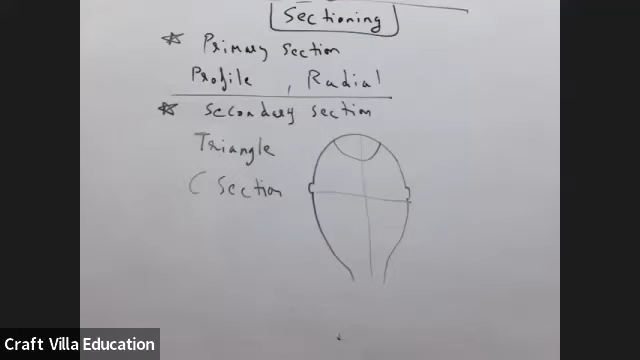 Sectioning
☆ Primary section
Profile , Radial
☆ Secondary section
Triangle
C Section
Craft Villa Education